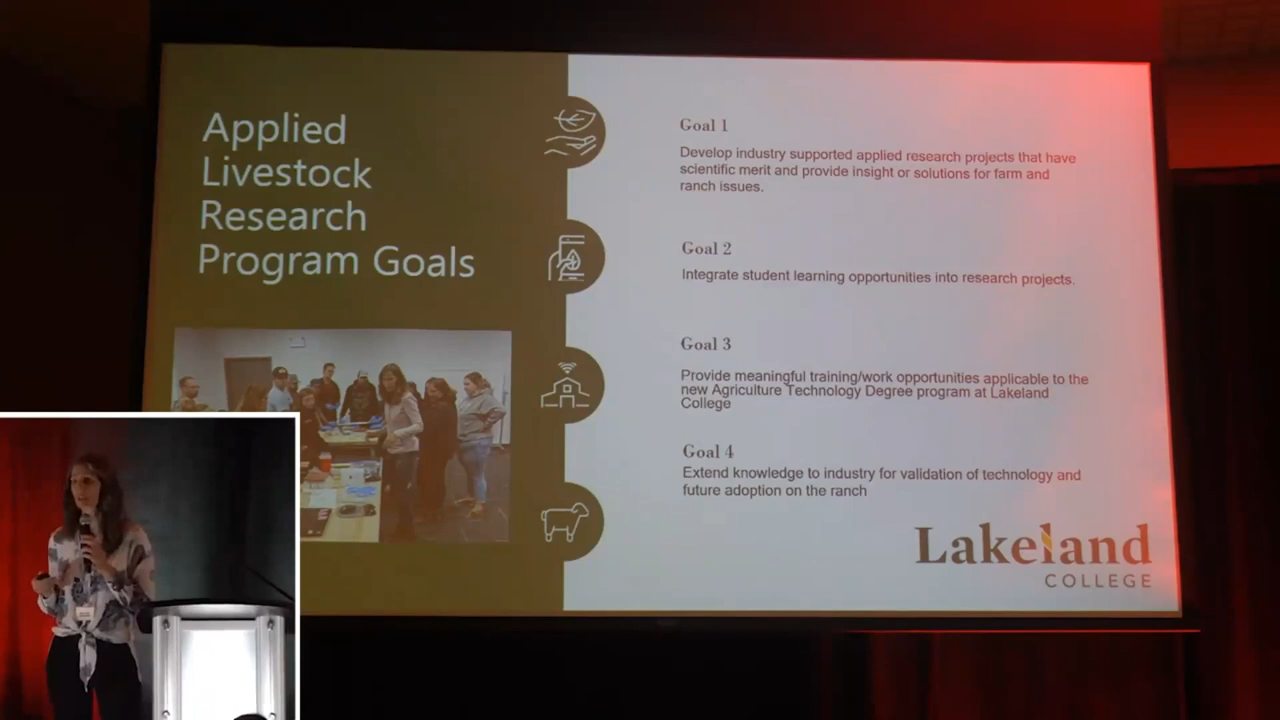 Applied
Livestock
Research
Program Goals
Goal 1
Develop industry supported applied research projects that have
scientific merit and provide insight or solutions for farm and
ranch issues.
Goal 2
Integrate student learning opportunities into research projects.
Goal 3
Provide meaningful training/work opportunities applicable to the
new Agriculture Technology Degree program at Lakeland
College
Goal 4
Extend knowledge to industry for validation of technology and
future adoption on the ranch
Lakeland
COLLEGE